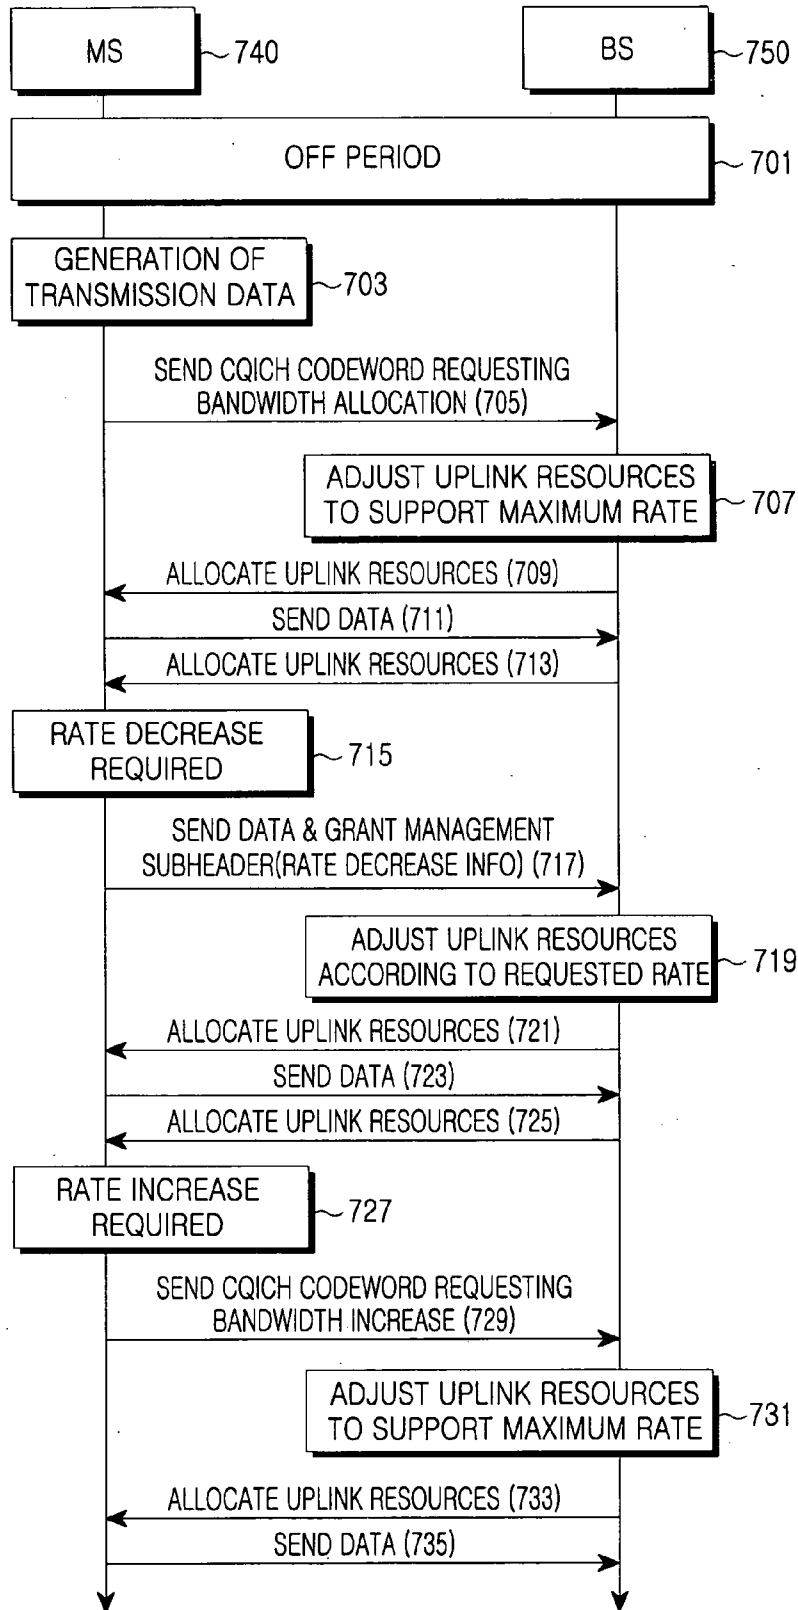 MS
740
BS
750
OFF PERIOD
701
GENERATION OF
TRANSMISSION DATA
703
SEND CQICH CODEWORD REQUESTING
BANDWIDTH ALLOCATION (705)
ADJUST UPLINK RESOURCES
TO SUPPORT MAXIMUM RATE
707
ALLOCATE UPLINK RESOURCES (709)
SEND DATA (711)
ALLOCATE UPLINK RESOURCES (713)
RATE DECREASE
REQUIRED
715
SEND DATA & GRANT MANAGEMENT
SUBHEADER(RATE DECREASE INFO) (717)
ADJUST UPLINK RESOURCES
ACCORDING TO REQUESTED RATE
719
ALLOCATE UPLINK RESOURCES (721)
SEND DATA (723)
ALLOCATE UPLINK RESOURCES (725)
RATE INCREASE
REQUIRED
727
SEND CQICH CODEWORD REQUESTING
BANDWIDTH INCREASE (729)
ADJUST UPLINK RESOURCES
TO SUPPORT MAXIMUM RATE
731
ALLOCATE UPLINK RESOURCES (733)
SEND DATA (735)